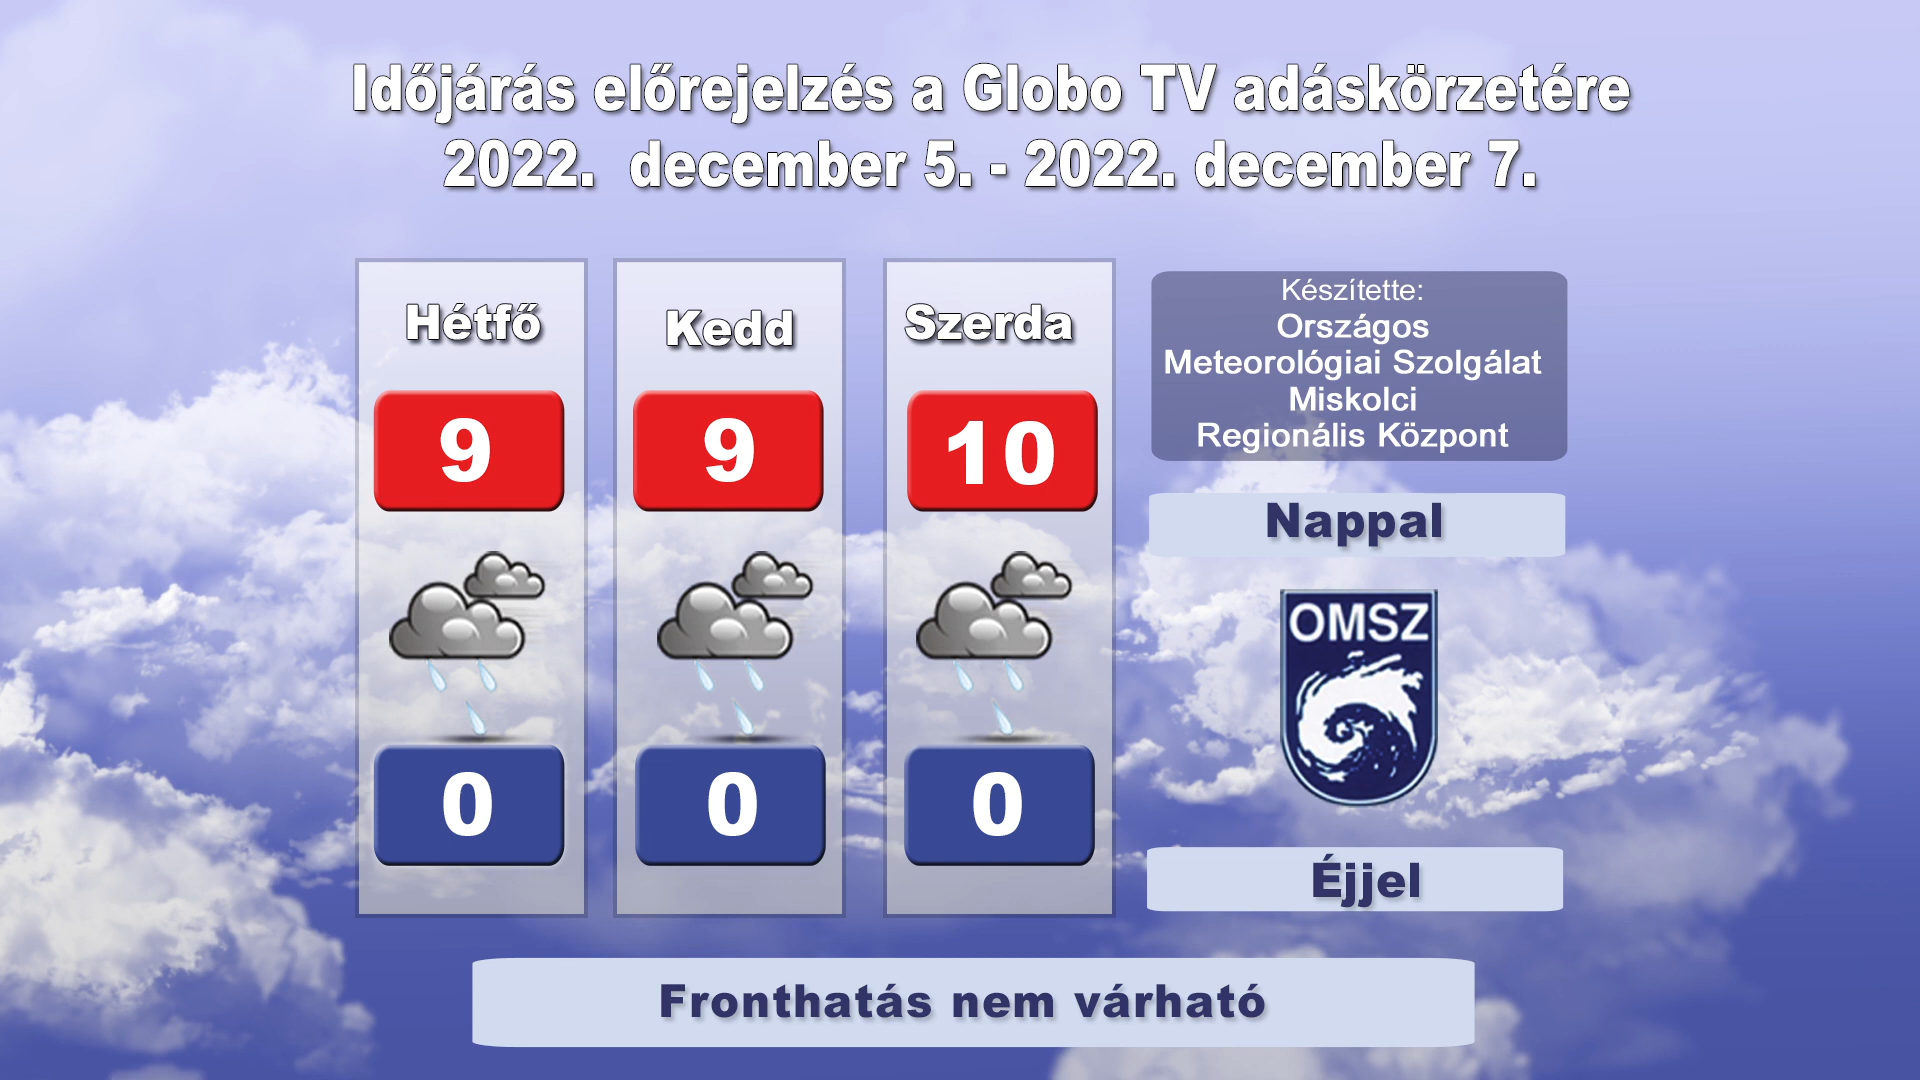 Időjárás előrejelzés a Globo TV adáskörzetére
2022. december 5. - 2022. december 7.
Hétfő
Kedd
Szerda
9
9
10
0
0
0
Készítette:
Országos
Meteorológiai Szolgálat
Miskolci
Regionális Központ
Nappal
OMSZ
Éjjel
Fronthatás nem várható